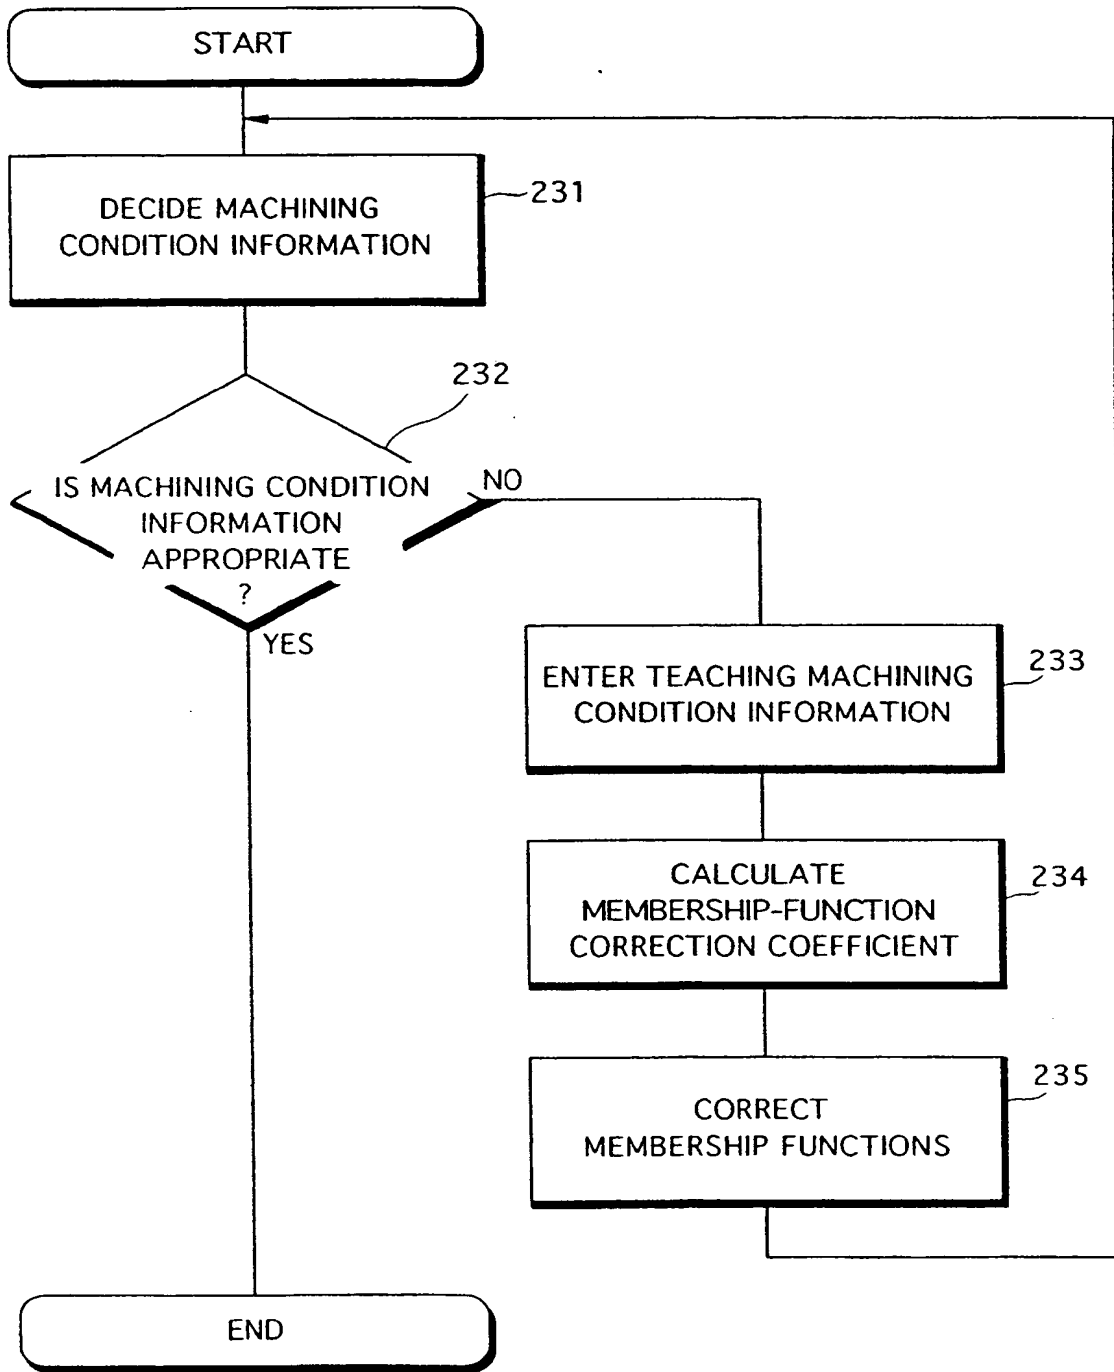 START
DECIDE MACHINING
CONDITION INFORMATION
231
232
IS MACHINING CONDITION
INFORMATION
APPROPRIATE
?
NO
YES
ENTER TEACHING MACHINING
CONDITION INFORMATION
233
CALCULATE
MEMBERSHIP-FUNCTION
CORRECTION COEFFICIENT
234
CORRECT
MEMBERSHIP FUNCTIONS
235
END